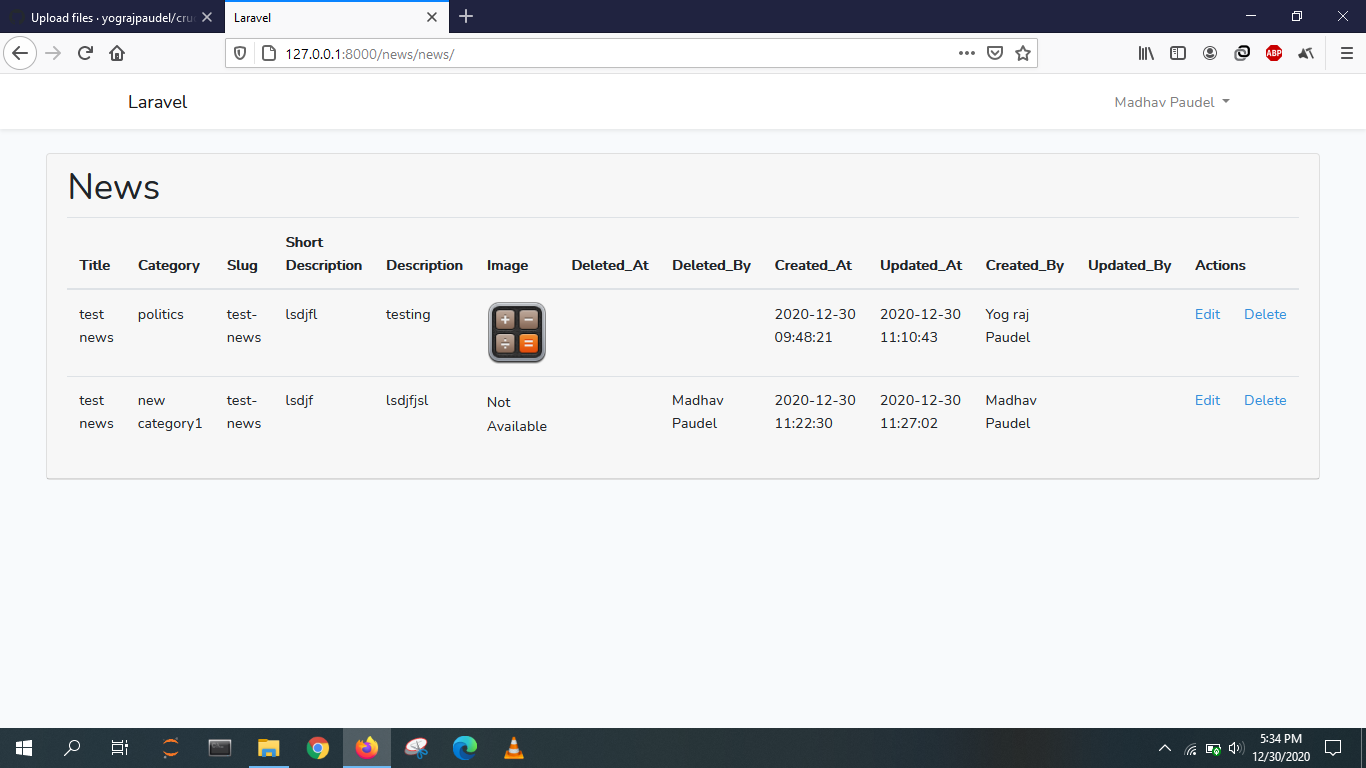 Upload files · yograjpaudel/cru
Laravel
127.0.0.1:8000/news/news/
ABP
Laravel
Madhav Paudel
News
Title Category Slug Short Description Description Image Deleted_At Deleted_By Created_At Updated_At Created_By Updated_By Actions
test news politics test-news lsdjfl testing 2020-12-30 09:48:21 2020-12-30 11:10:43 Yog raj Paudel Edit Delete
test news new category1 test-news lsdjf lsdjfjsl Not Available Madhav Paudel 2020-12-30 11:22:30 2020-12-30 11:27:02 Madhav Paudel Edit Delete
5:34 PM
12/30/2020